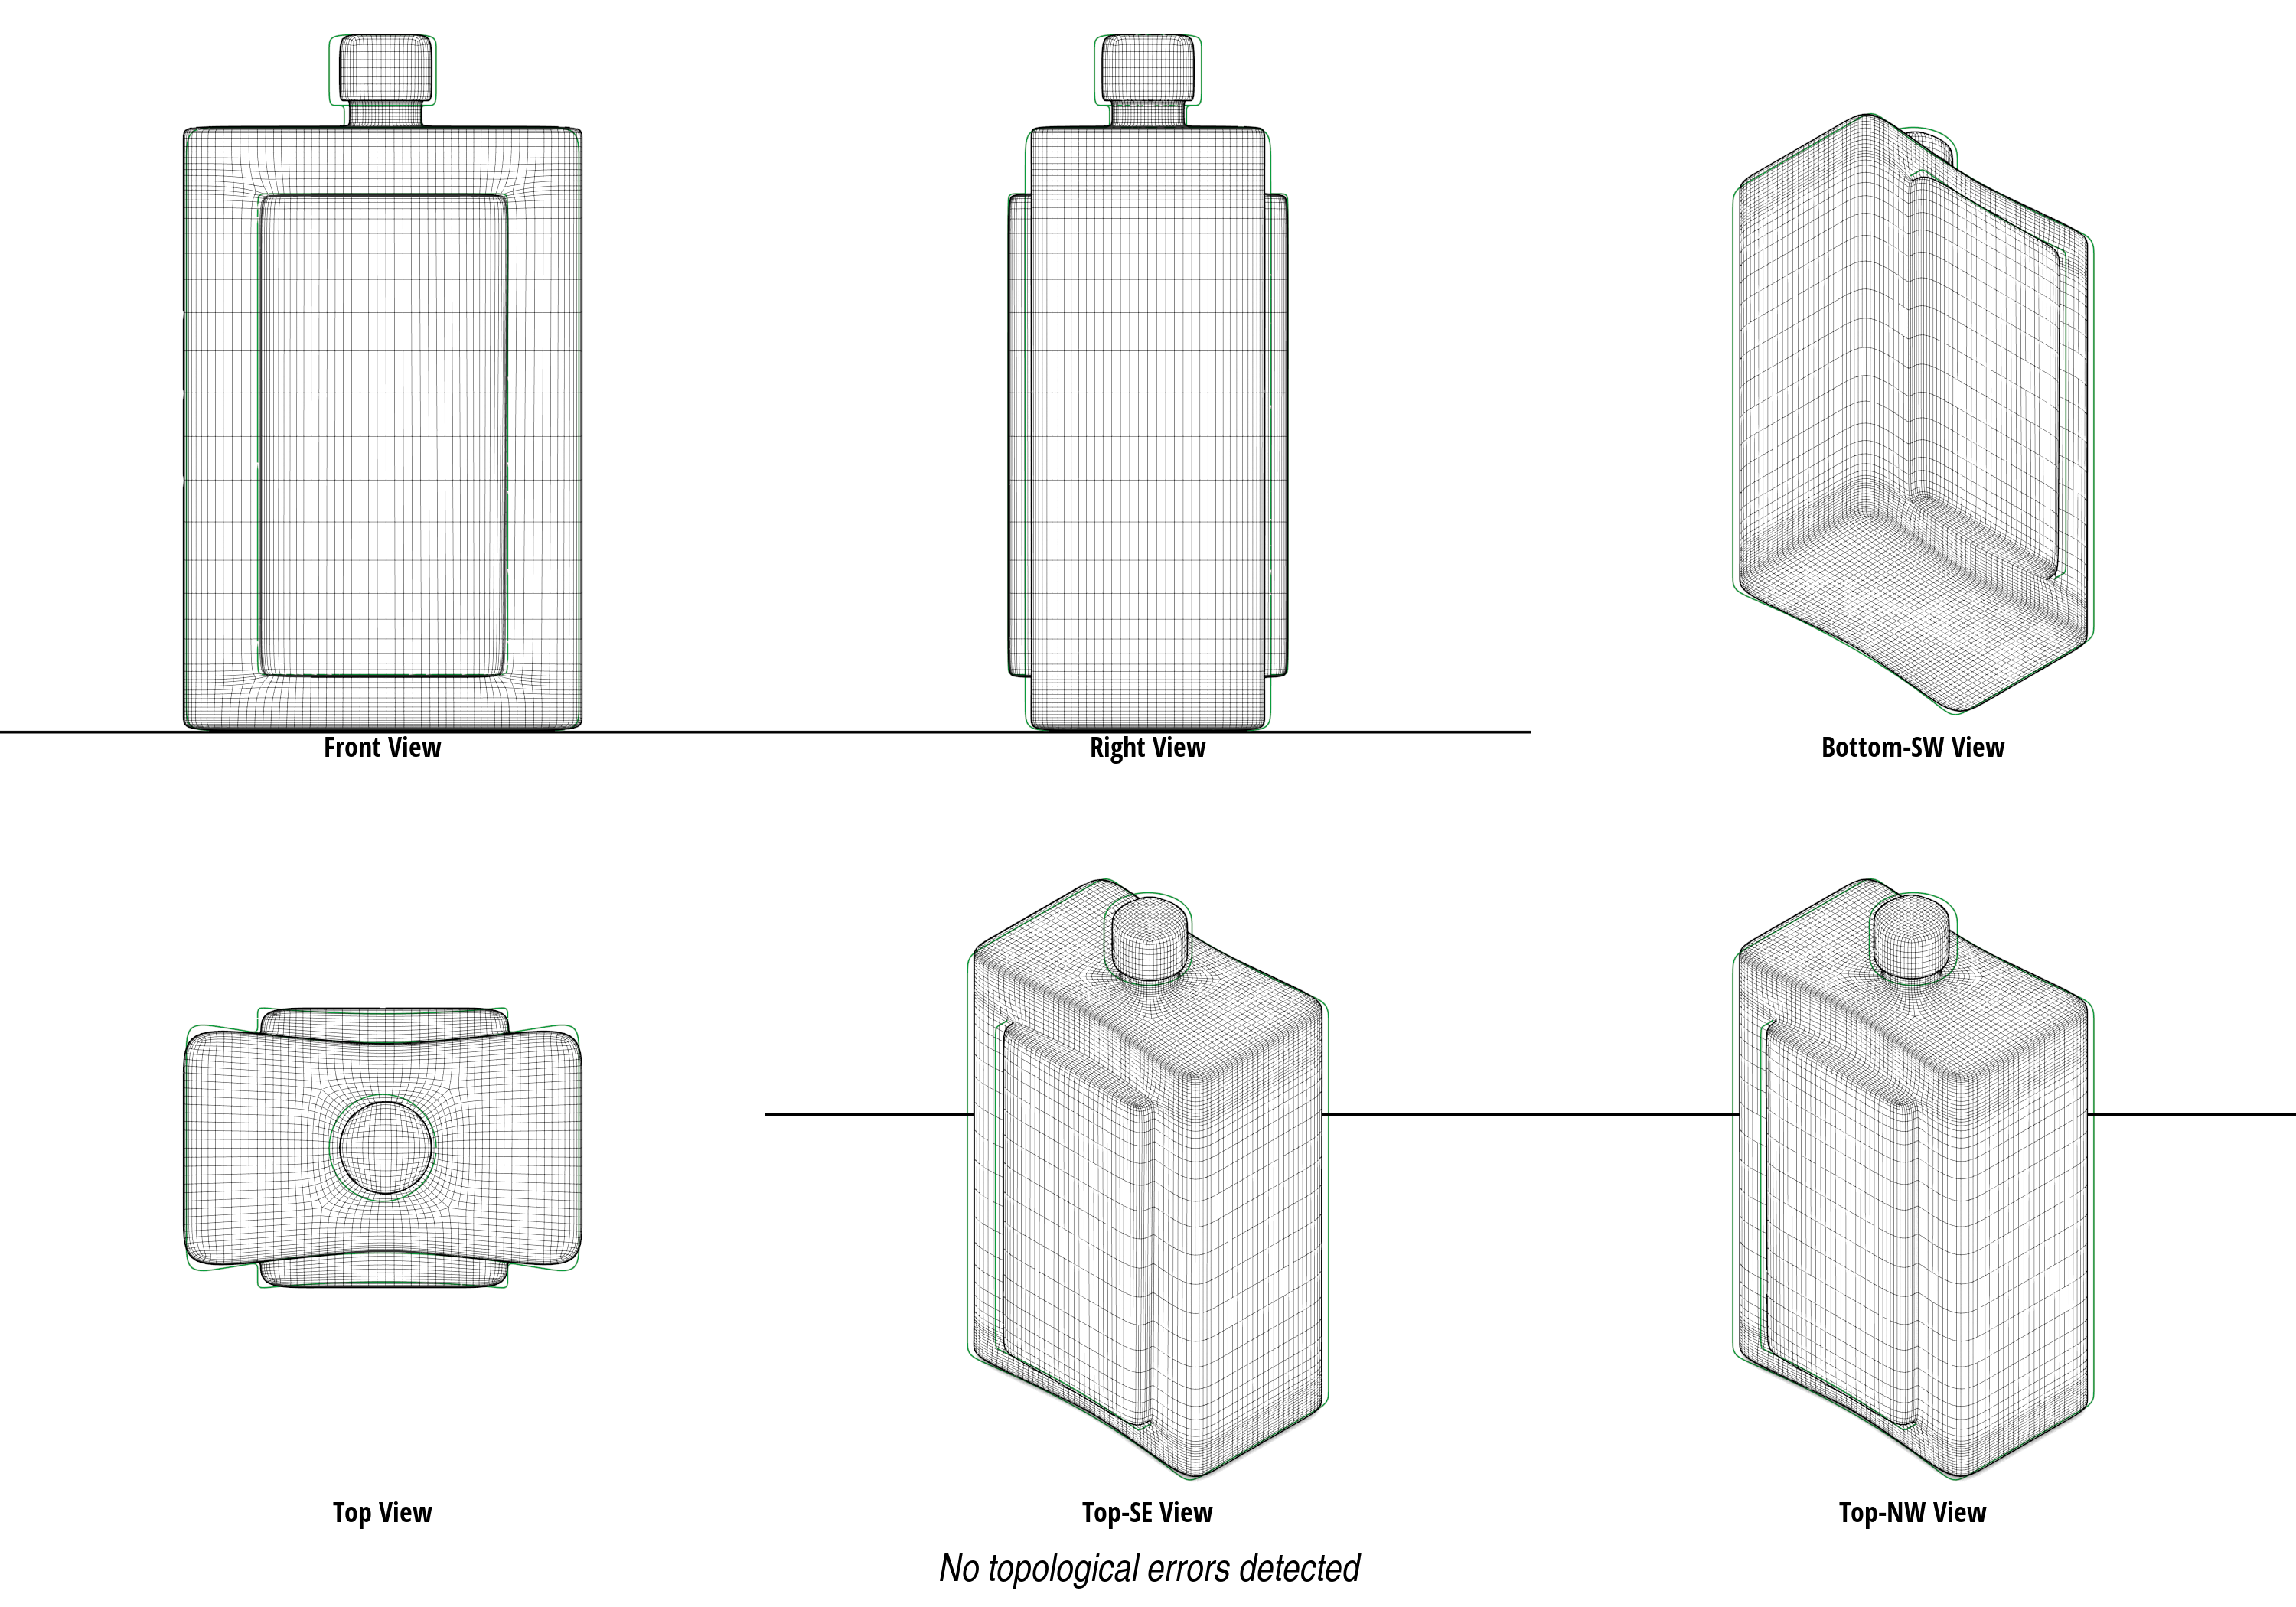 Front View
Right View
Bottom-SW View
Top View
Top-SE View
Top-NW View
No topological errors detected